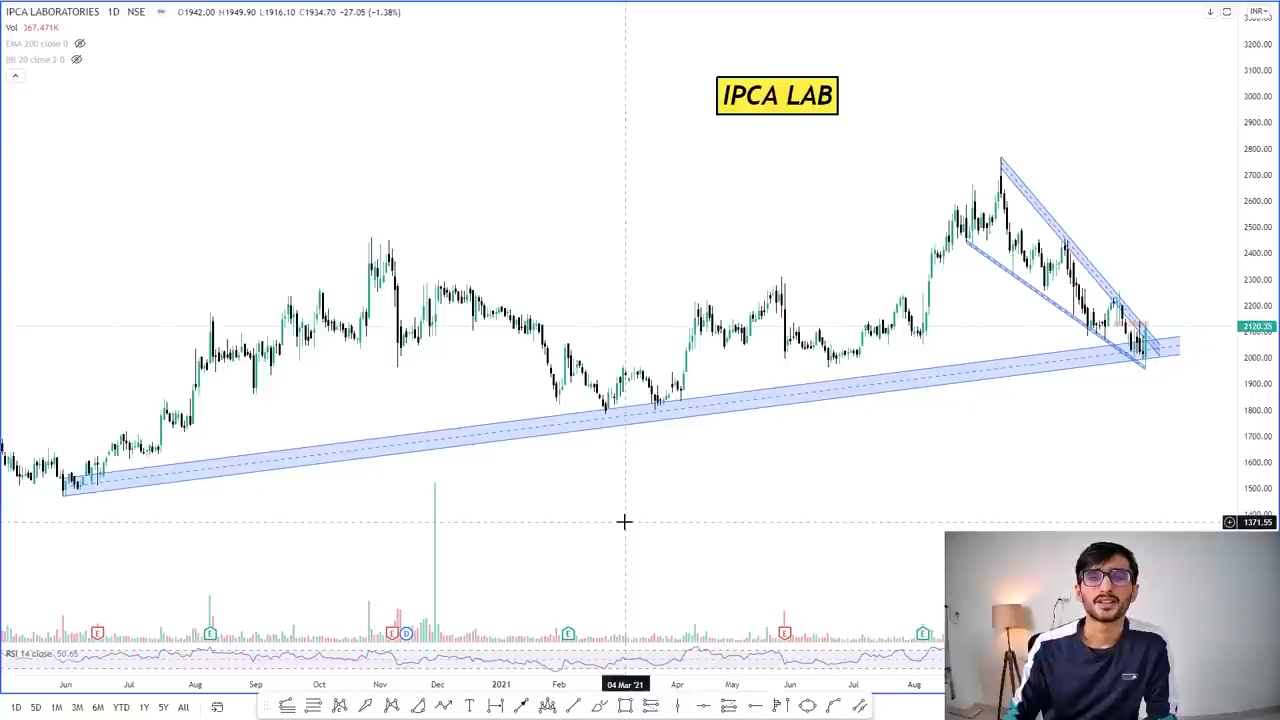 IPCA LABORATORIES 1D NSE O1942.00 H1949.90 L1916.10 C1934.70 −27.05 (−1.38%) INR
Vol 367.471K
EMA 200 close 0
BB 20 close 2 0
IPCA LAB
3200.00
3100.00
3000.00
2900.00
2800.00
2700.00
2600.00
2500.00
2400.00
2300.00
2200.00
2120.35
2000.00
1900.00
1800.00
1700.00
1600.00
1500.00
1371.55
E E E D E E E
RSI 14 close 50.65
Jun Jul Aug Sep Oct Nov Dec 2021 Feb 04 Mar '21 Apr May Jun Jul Aug
1D 5D 1M 3M 6M YTD 1Y 5Y All